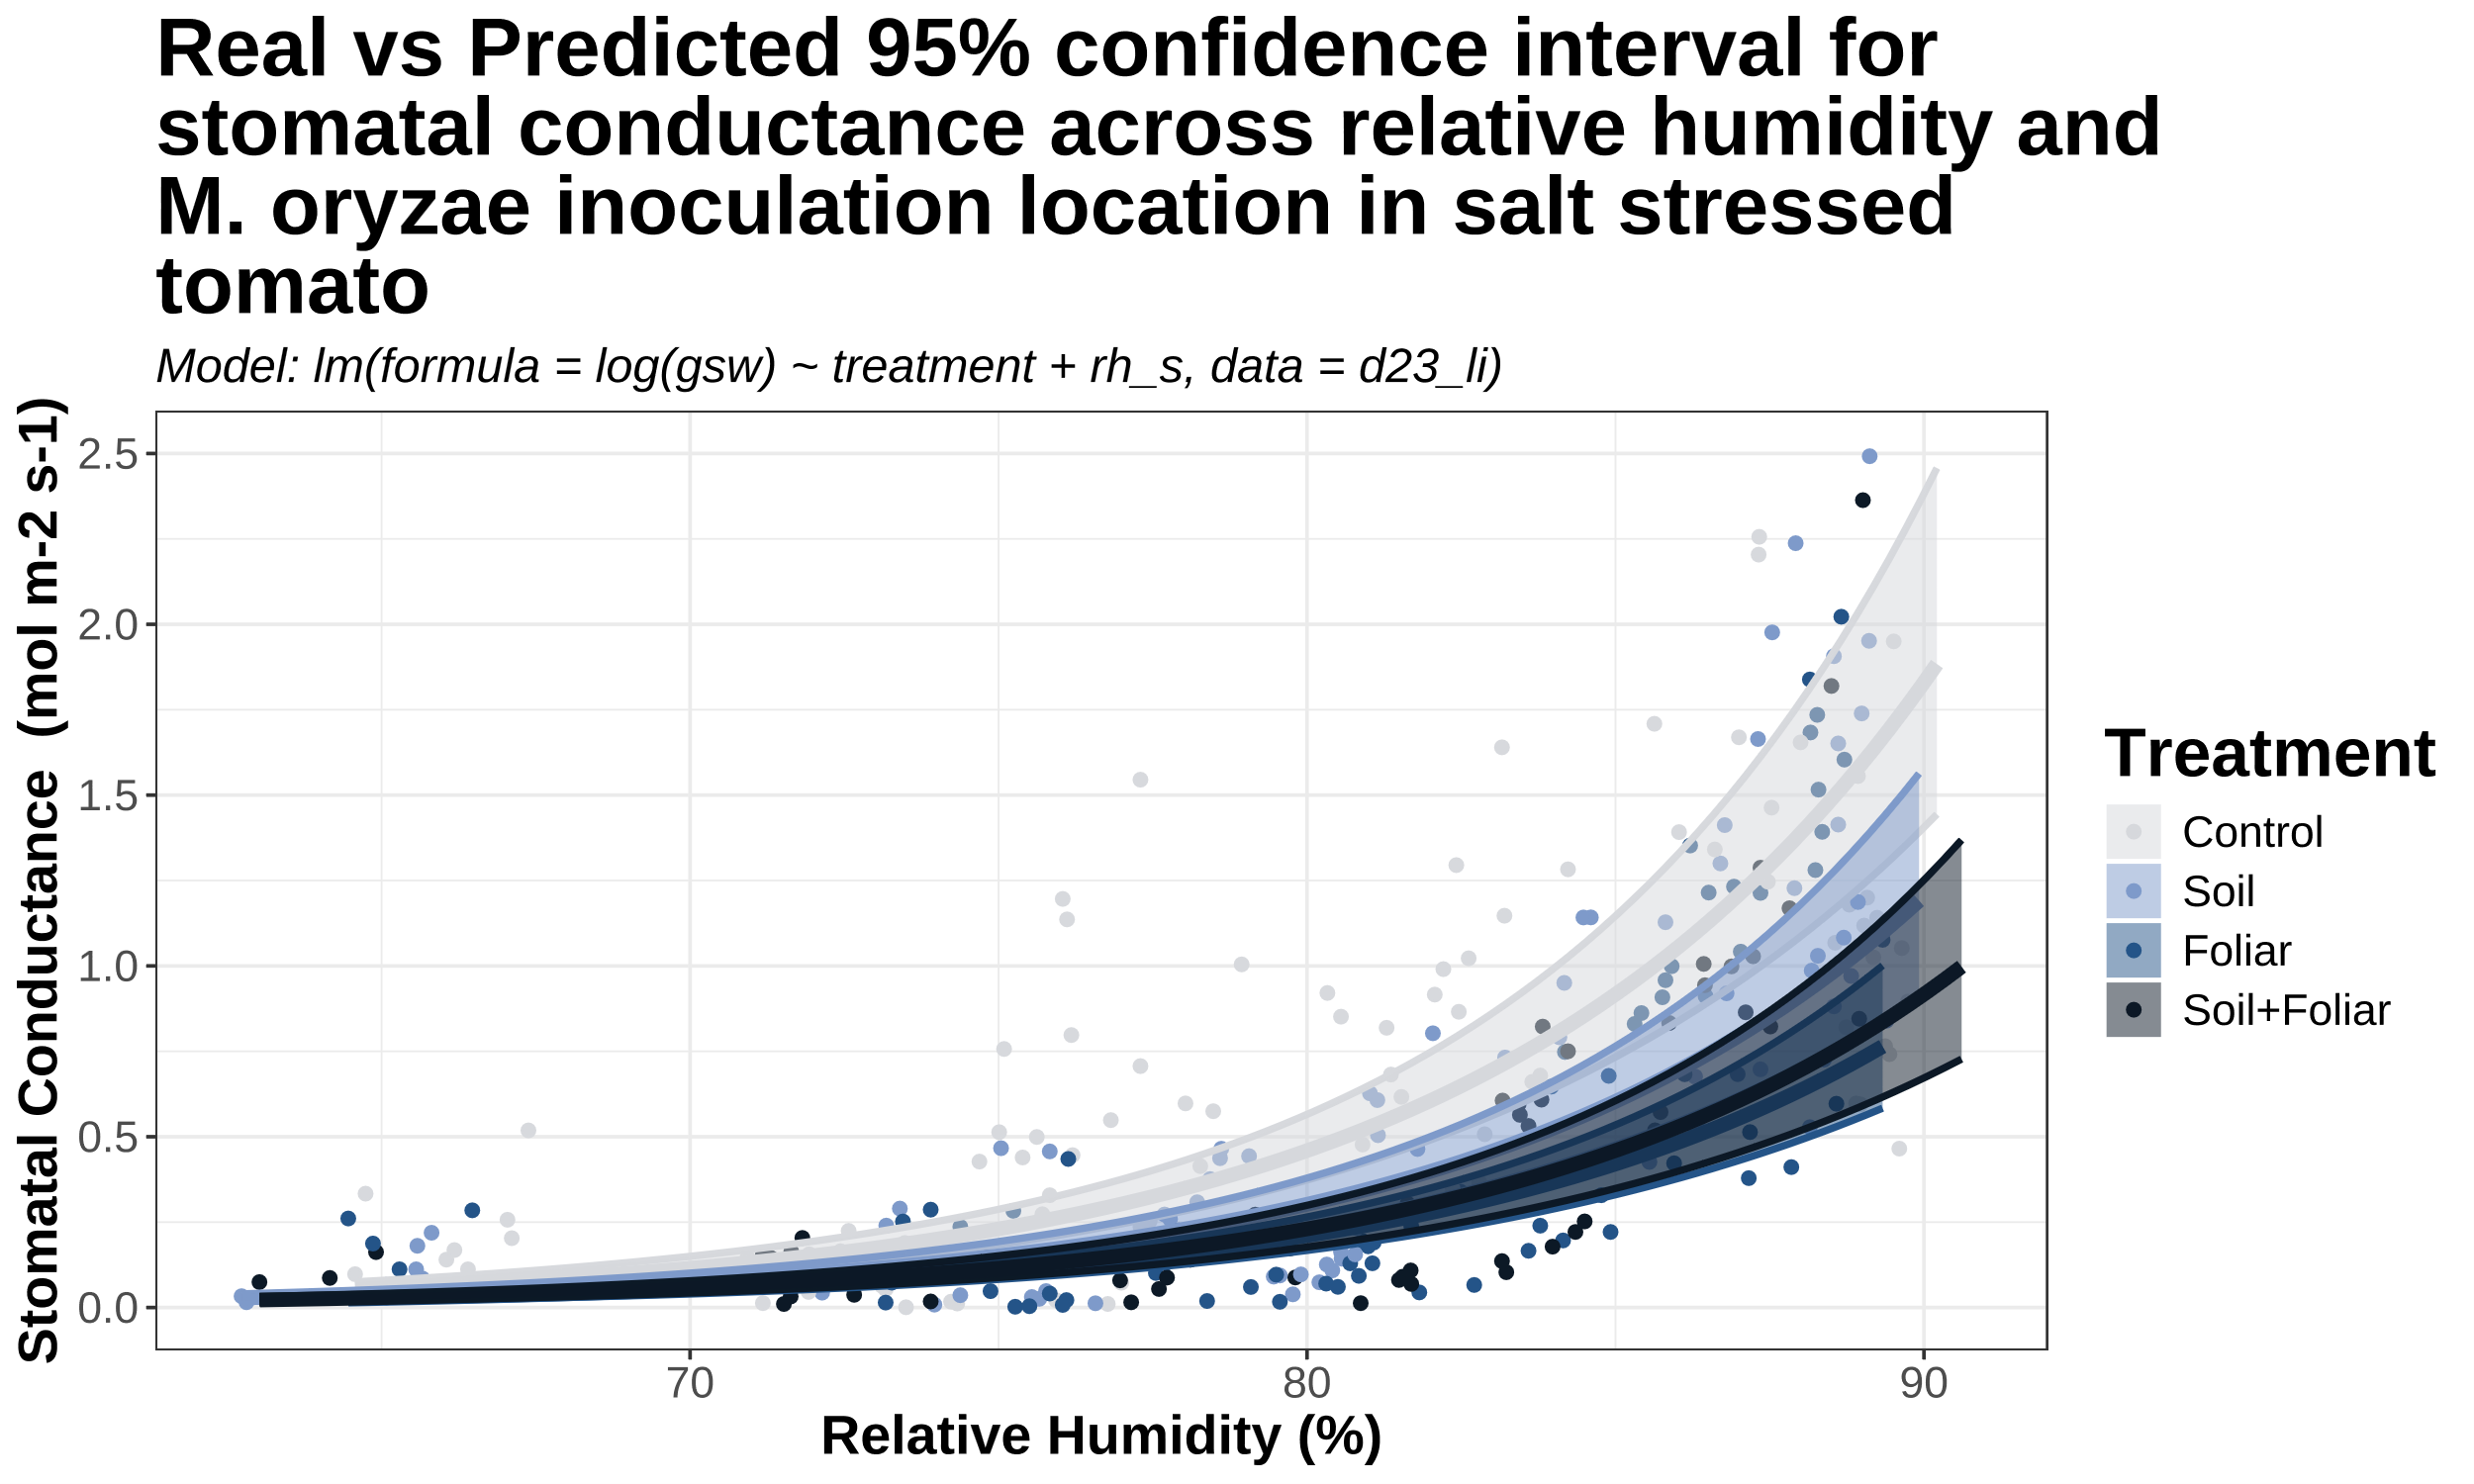 Real vs Predicted 95% confidence interval for
stomatal conductance across relative humidity and
M. oryzae inoculation location in salt stressed
tomato
Model: lm(formula = log(gsw) ~ treatment + rh_s, data = d23_li)
Stomatal Conductance  (mol m-2 s-1)
2.5
2.0
1.5
1.0
0.5
0.0
70
80
90
Relative Humidity (%)
Treatment
Control
Soil
Foliar
Soil+Foliar